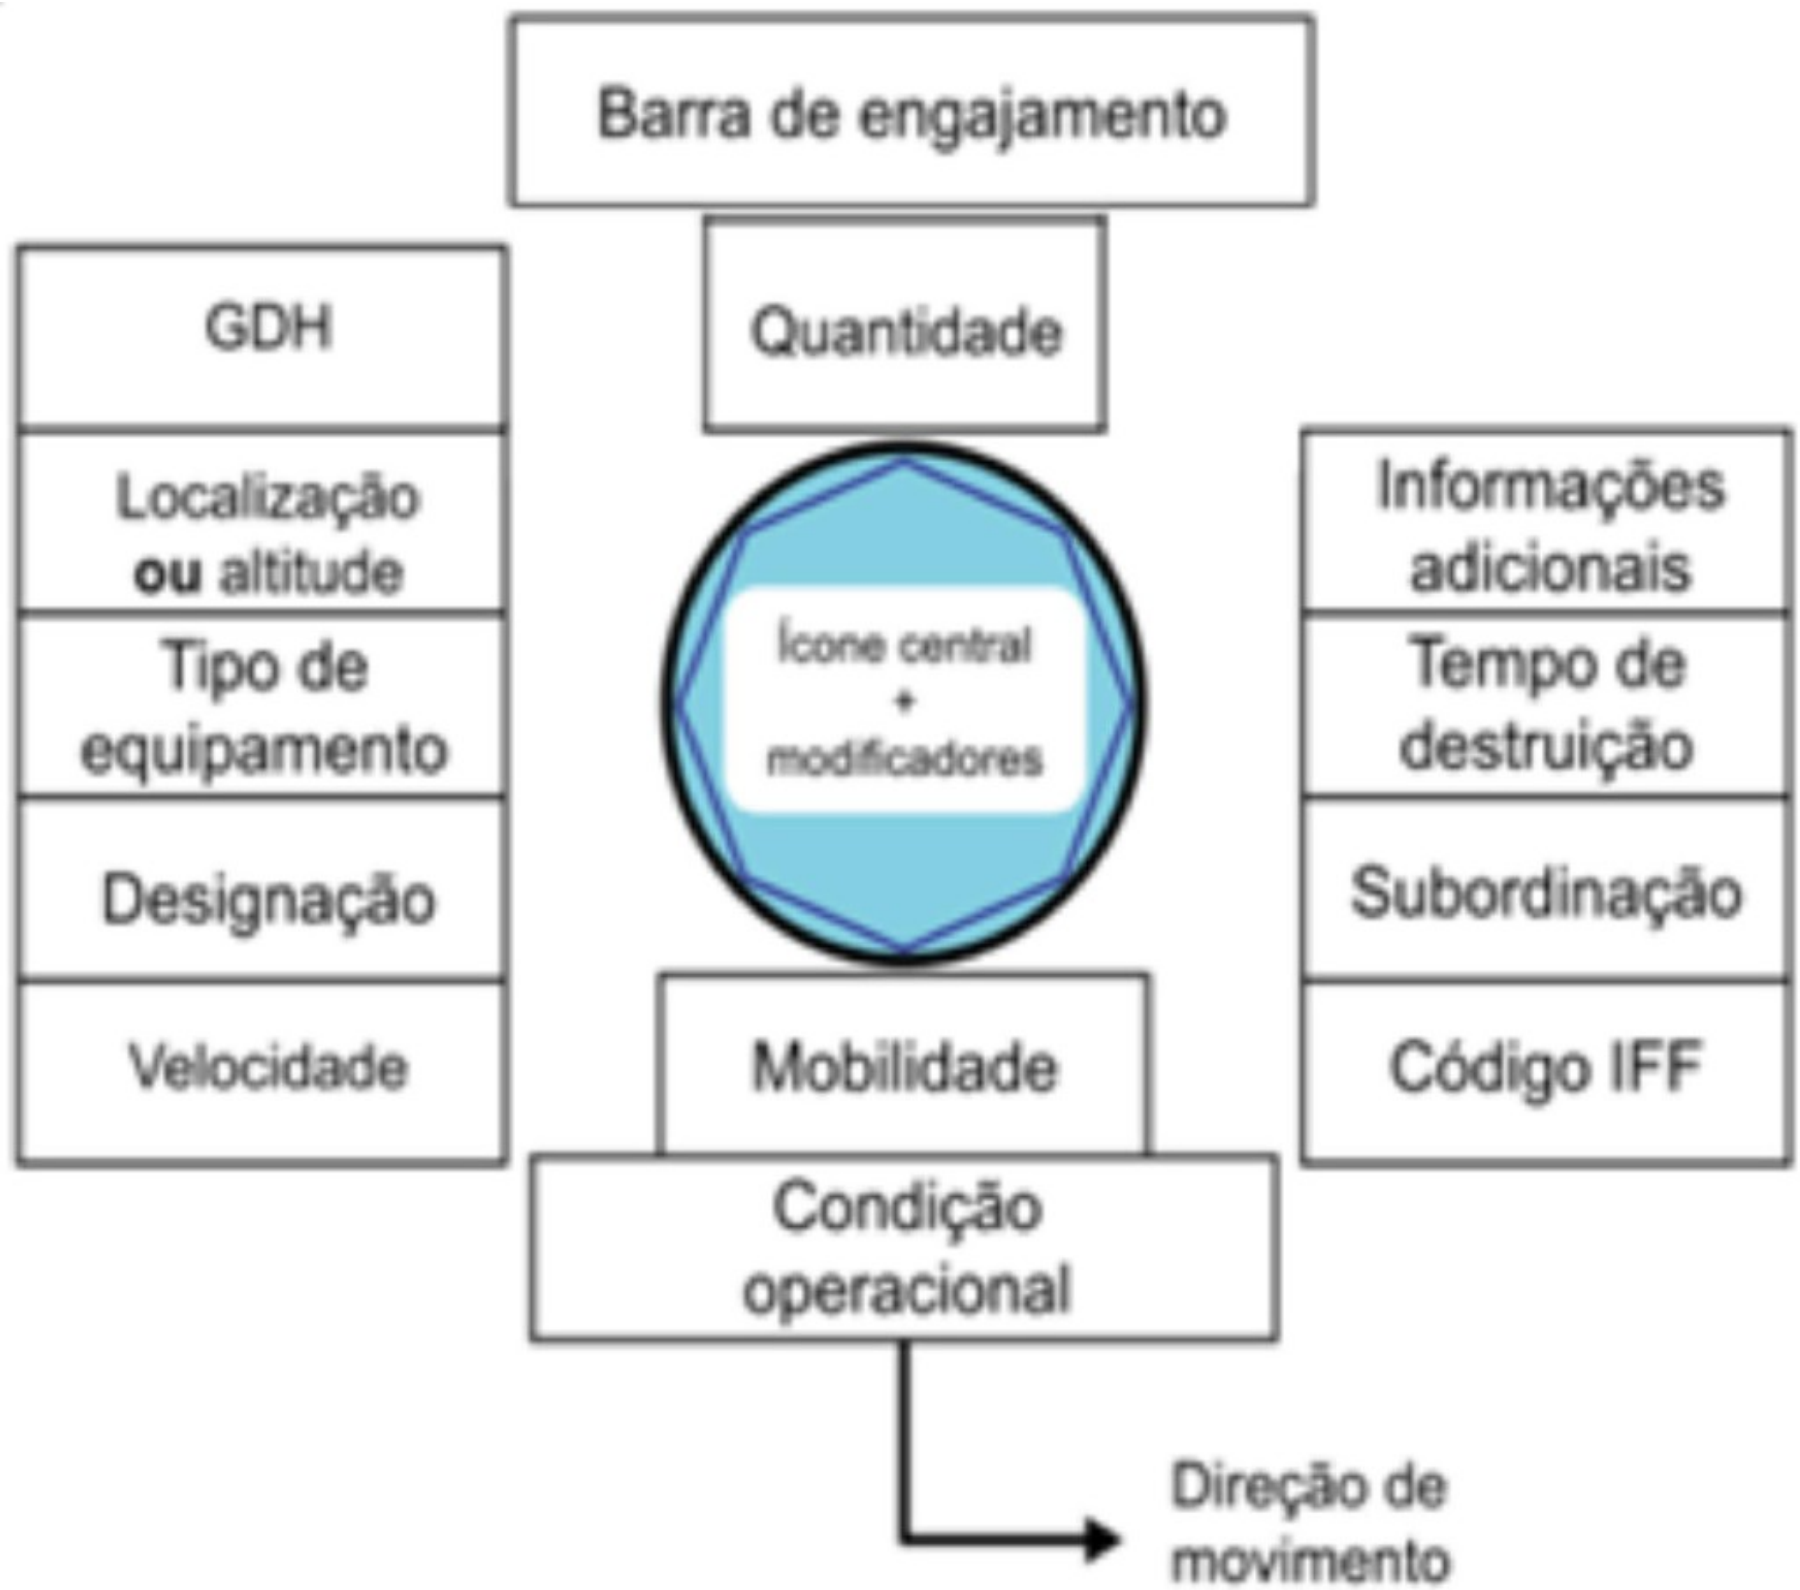 Barra de engajamento
Quantidade
GDH
Localização
ou altitude
Tipo de
equipamento
Designação
Velocidade
Ícone central
+
modificadores
Informações
adicionais
Tempo de
destruição
Subordinação
Código IFF
Mobilidade
Condição
operacional
Direção de
movimento